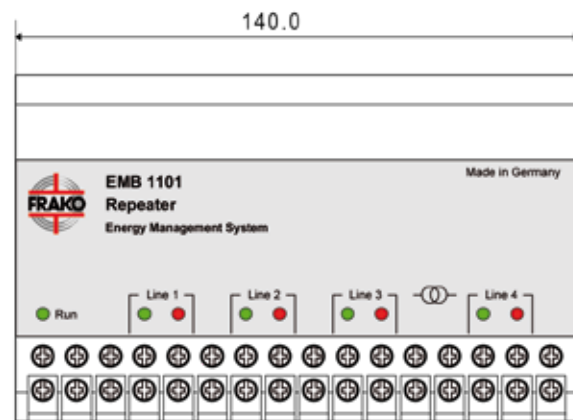 140.0
Made in Germany
FRAKO
EMB 1101
Repeater
Energy Management System
Run
Line 1
Line 2
Line 3
Line 4